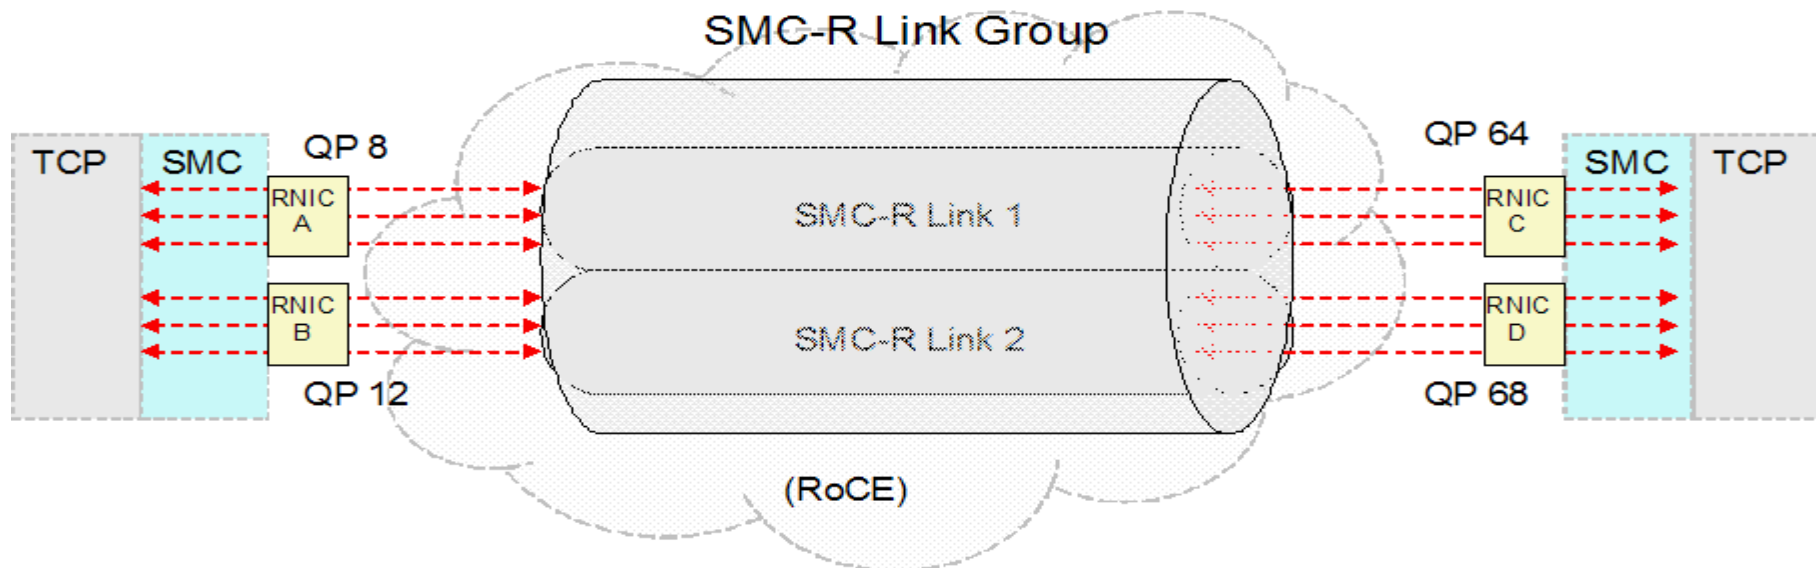 SMC-R Link Group
TCP
SMC
QP 8
RNIC
A
RNIC
B
QP 12
SMC-R Link 1
SMC-R Link 2
(RoCE)
QP 64
RNIC
C
RNIC
D
QP 68
SMC
TCP